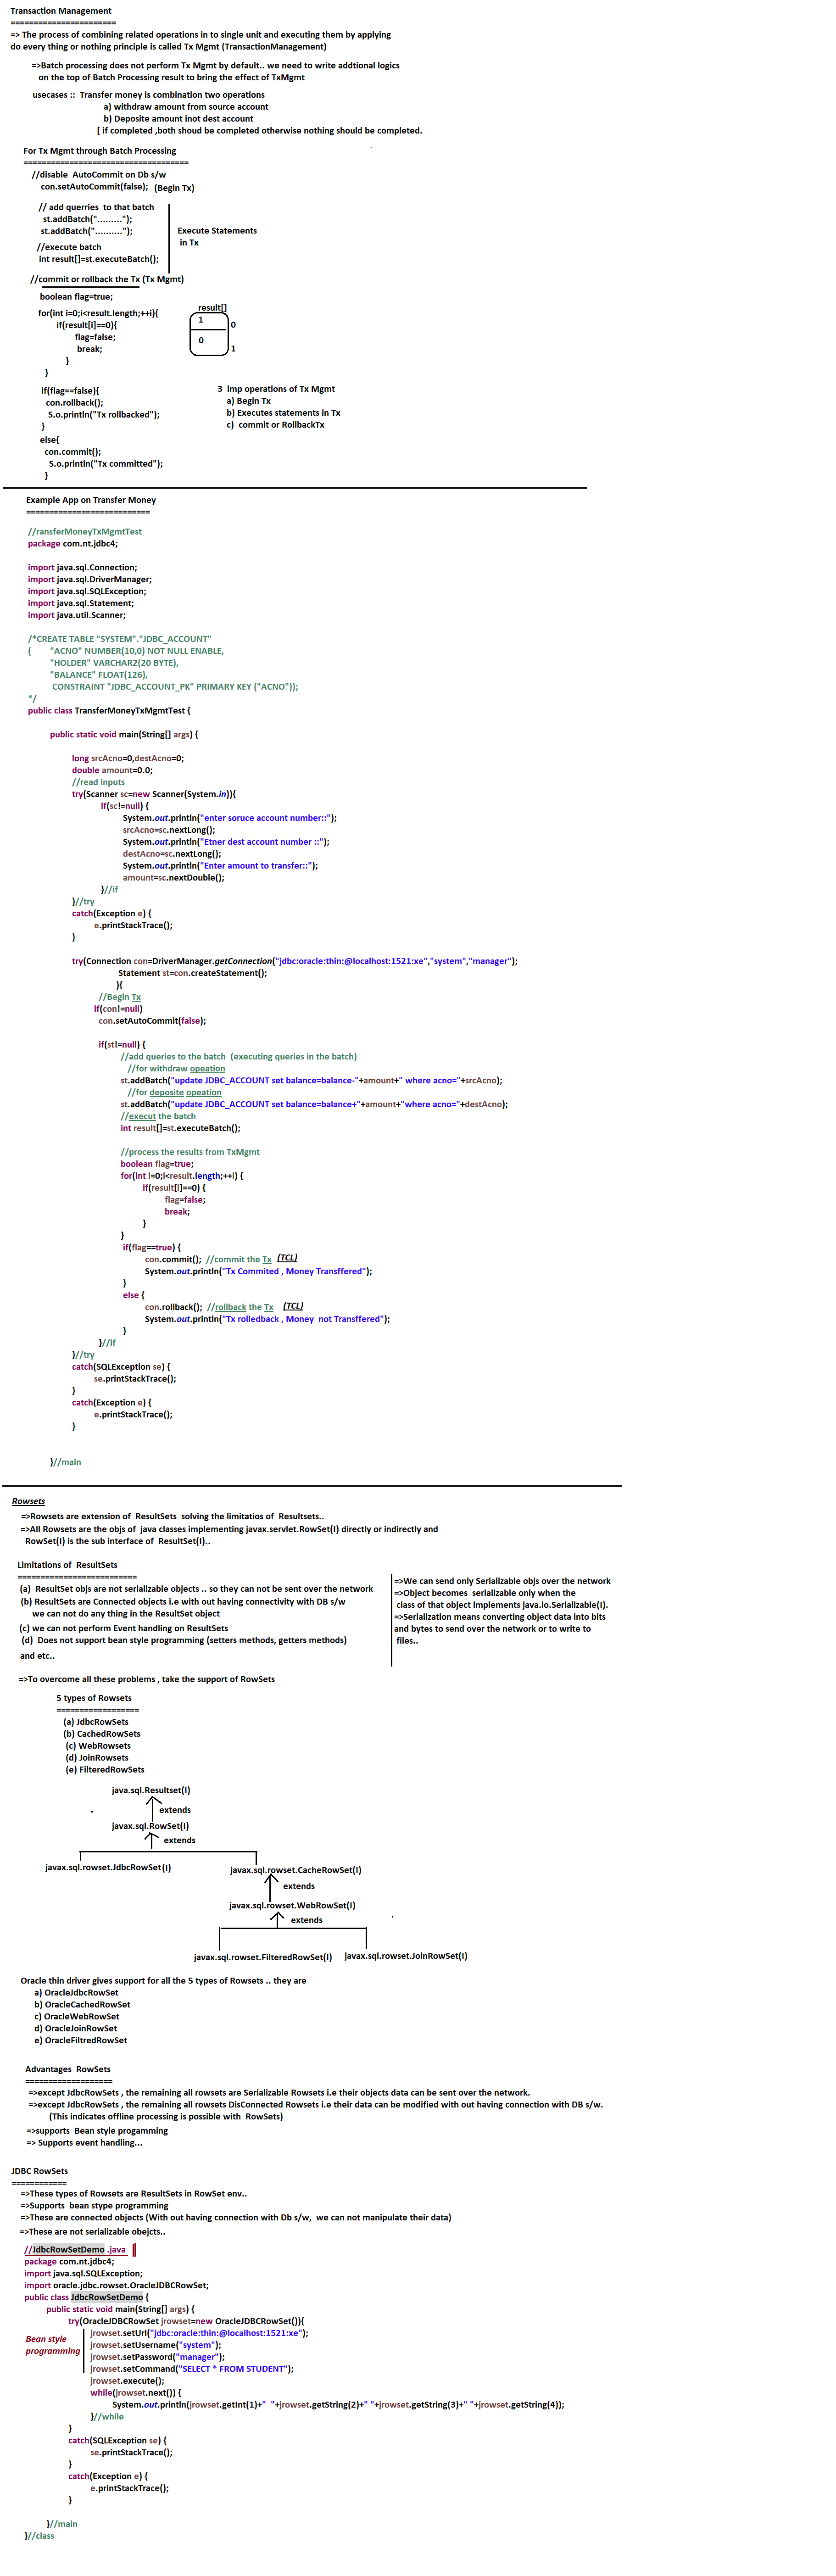 Transaction Management
=======================
=> The process of combining related operations in to single unit and executing them by applying
do every thing or nothing principle is called Tx Mgmt (TransactionManagement)
=>Batch processing does not perform Tx Mgmt by default.. we need to write addtional logics
on the top of Batch Processing result to bring the effect of TxMgmt
usecases :: Transfer money is combination two operations
a) withdraw amount from source account
b) Deposite amount inot dest account
[ if completed ,both shoud be completed otherwise nothing should be completed.
For Tx Mgmt through Batch Processing
====================================
//disable AutoCommit on Db s/w
con.setAutoCommit(false); (Begin Tx)
// add querries to that batch
st.addBatch(".........");
st.addBatch("..........");
Execute Statements
in Tx
//execute batch
int result[]=st.executeBatch();
//commit or rollback the Tx (Tx Mgmt)
boolean flag=true;
for(int i=0;i<result.length;++i){
if(result[i]==0){
flag=false;
break;
}
}
result[]
1 0
0 1
if(flag==false){
con.rollback();
S.o.println("Tx rollbacked");
}
else{
con.commit();
S.o.println("Tx committed");
}
3 imp operations of Tx Mgmt
a) Begin Tx
b) Executes statements in Tx
c) commit or RollbackTx
Example App on Transfer Money
===========================
//ransferMoneyTxMgmtTest
package com.nt.jdbc4;
import java.sql.Connection;
import java.sql.DriverManager;
import java.sql.SQLException;
import java.sql.Statement;
import java.util.Scanner;
/*CREATE TABLE "SYSTEM"."JDBC_ACCOUNT"
( "ACNO" NUMBER(10,0) NOT NULL ENABLE,
"HOLDER" VARCHAR2(20 BYTE),
"BALANCE" FLOAT(126),
CONSTRAINT "JDBC_ACCOUNT_PK" PRIMARY KEY ("ACNO"));
*/
public class TransferMoneyTxMgmtTest {
public static void main(String[] args) {
long srcAcno=0,destAcno=0;
double amount=0.0;
//read inputs
try(Scanner sc=new Scanner(System.in)){
if(sc!=null) {
System.out.println("enter soruce account number::");
srcAcno=sc.nextLong();
System.out.println("Etner dest account number ::");
destAcno=sc.nextLong();
System.out.println("Enter amount to transfer::");
amount=sc.nextDouble();
}//if
}//try
catch(Exception e) {
e.printStackTrace();
}
try(Connection con=DriverManager.getConnection("jdbc:oracle:thin:@localhost:1521:xe","system","manager");
Statement st=con.createStatement();
){
//Begin Tx
if(con!=null)
con.setAutoCommit(false);
if(st!=null) {
//add queries to the batch (executing queries in the batch)
//for withdraw opeation
st.addBatch("update JDBC_ACCOUNT set balance=balance-"+amount+" where acno="+srcAcno);
//for deposite opeation
st.addBatch("update JDBC_ACCOUNT set balance=balance+"+amount+"where acno="+destAcno);
//execut the batch
int result[]=st.executeBatch();
//process the results from TxMgmt
boolean flag=true;
for(int i=0;i<result.length;++i) {
if(result[i]==0) {
flag=false;
break;
}
}
if(flag==true) {
con.commit(); //commit the Tx (TCL)
System.out.println("Tx Commited , Money Transffered");
}
else {
con.rollback(); //rollback the Tx (TCL)
System.out.println("Tx rolledback , Money not Transffered");
}
}//if
}//try
catch(SQLException se) {
se.printStackTrace();
}
catch(Exception e) {
e.printStackTrace();
}
}//main
Rowsets
=>Rowsets are extension of ResultSets solving the limitatios of Resultsets..
=>All Rowsets are the objs of java classes implementing javax.servlet.RowSet(I) directly or indirectly and
RowSet(I) is the sub interface of ResultSet(I)..
Limitations of ResultSets
==========================
(a) ResultSet objs are not serializable objects .. so they can not be sent over the network
(b) ResultSets are Connected objects i.e with out having connectivity with DB s/w
we can not do any thing in the ResultSet object
(c) we can not perform Event handling on ResultSets
(d) Does not support bean style programming (setters methods, getters methods)
and etc..
=>We can send only Serializable objs over the network
=>Object becomes serializable only when the
class of that object implements java.io.Serializable(I).
=>Serialization means converting object data into bits
and bytes to send over the network or to write to
files..
=>To overcome all these problems , take the support of RowSets
5 types of Rowsets
==================
(a) JdbcRowSets
(b) CachedRowSets
(c) WebRowsets
(d) JoinRowsets
(e) FilteredRowSets
java.sql.Resultset(I)
extends
javax.sql.RowSet(I)
extends
javax.sql.rowset.JdbcRowSet(I)
javax.sql.rowset.CacheRowSet(I)
extends
javax.sql.rowset.WebRowSet(I)
extends
javax.sql.rowset.FilteredRowSet(I) javax.sql.rowset.JoinRowSet(I)
Oracle thin driver gives support for all the 5 types of Rowsets .. they are
a) OracleJdbcRowSet
b) OracleCachedRowSet
c) OracleWebRowSet
d) OracleJoinRowSet
e) OracleFiltredRowSet
Advantages RowSets
===================
=>except JdbcRowSets , the remaining all rowsets are Serializable Rowsets i.e their objects data can be sent over the network.
=>except JdbcRowSets , the remaining all rowsets DisConnected Rowsets i.e their data can be modified with out having connection with DB s/w.
(This indicates offline processing is possible with RowSets)
=>supports Bean style progamming
=> Supports event handling...
JDBC RowSets
============
=>These types of Rowsets are ResultSets in RowSet env..
=>Supports bean stype programming
=>These are connected objects (With out having connection with Db s/w, we can not manipulate their data)
=>These are not serializable obejcts..
//JdbcRowSetDemo .java
package com.nt.jdbc4;
import java.sql.SQLException;
import oracle.jdbc.rowset.OracleJDBCRowSet;
public class JdbcRowSetDemo {
public static void main(String[] args) {
try(OracleJDBCRowSet jrowset=new OracleJDBCRowSet()){
Bean style
programming
jrowset.setUrl("jdbc:oracle:thin:@localhost:1521:xe");
jrowset.setUsername("system");
jrowset.setPassword("manager");
jrowset.setCommand("SELECT * FROM STUDENT");
jrowset.execute();
while(jrowset.next()) {
System.out.println(jrowset.getInt(1)+" "+jrowset.getString(2)+" "+jrowset.getString(3)+" "+jrowset.getString(4));
}//while
}
catch(SQLException se) {
se.printStackTrace();
}
catch(Exception e) {
e.printStackTrace();
}
}//main
}//class